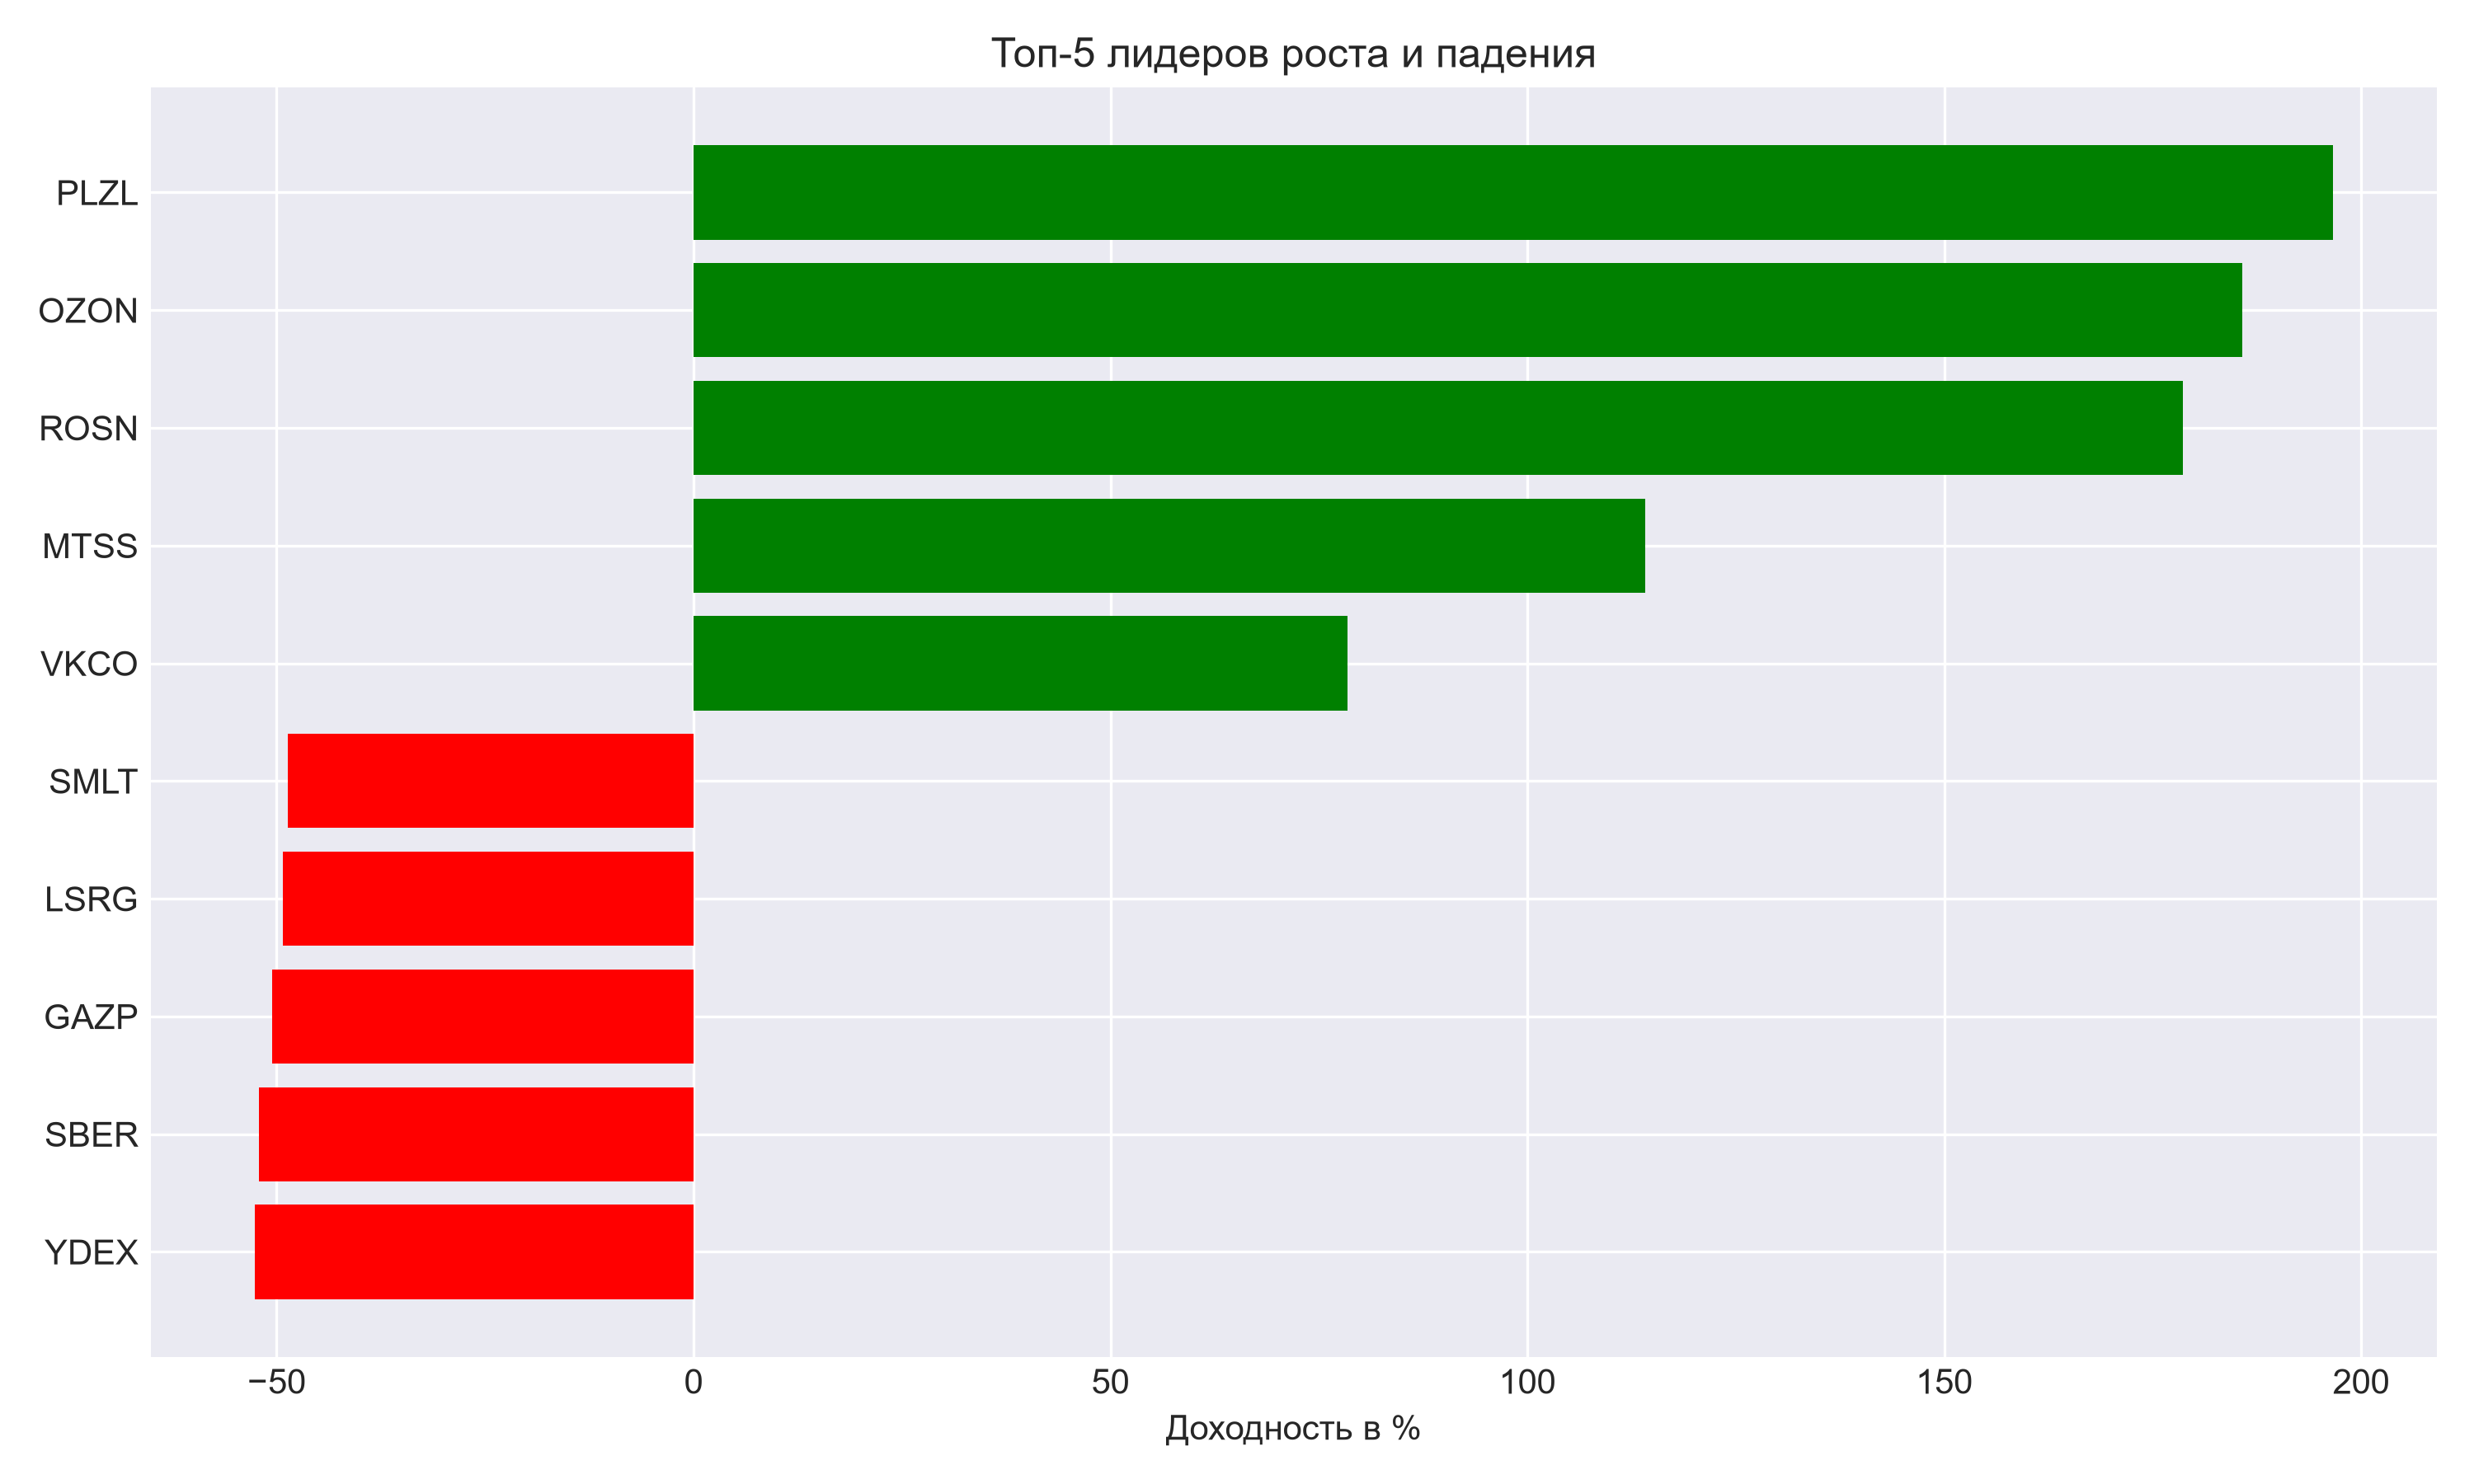 Топ-5 лидеров роста и падения
PLZL
OZON
ROSN
MTSS
VKCO
SMLT
LSRG
GAZP
SBER
YDEX
−50 0 50 100 150 200
Доходность в %